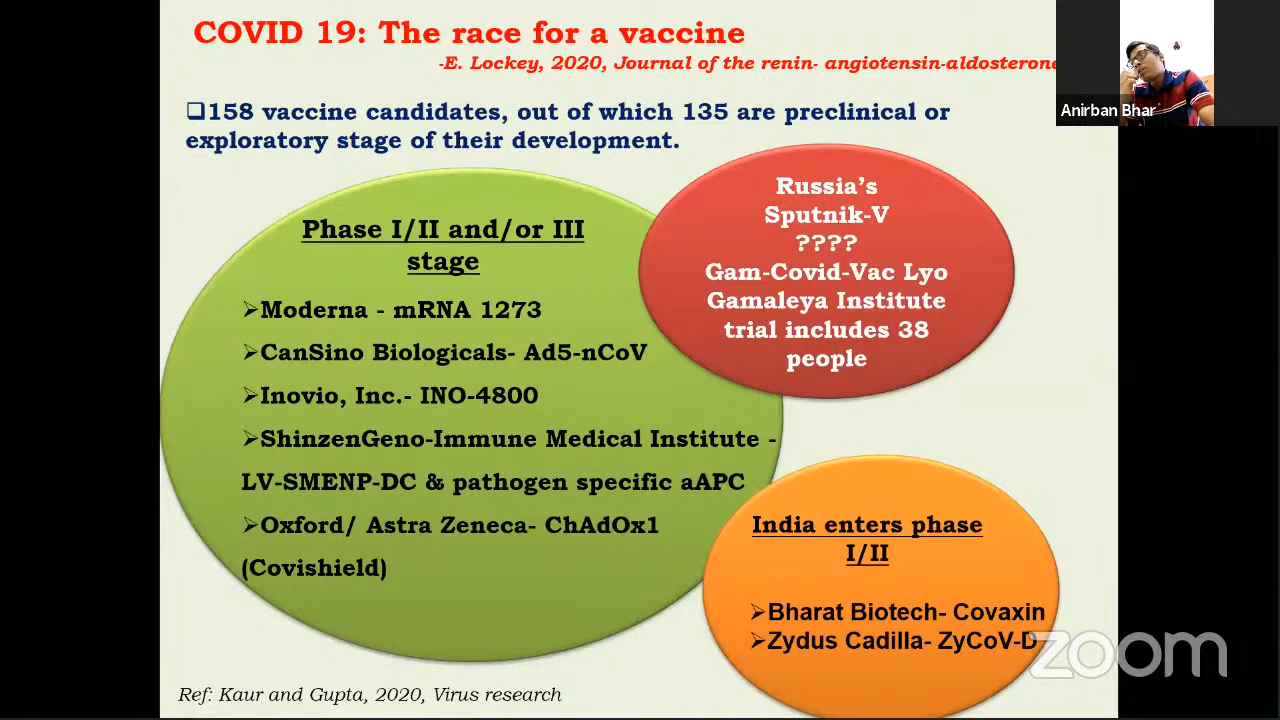 COVID 19: The race for a vaccine
-E. Lockey, 2020, Journal of the renin- angiotensin-aldosterone
Anirban Bhar
❑158 vaccine candidates, out of which 135 are preclinical or
exploratory stage of their development.
Phase I/II and/or III
stage
➢Moderna - mRNA 1273
➢CanSino Biologicals- Ad5-nCoV
➢Inovio, Inc.- INO-4800
➢ShinzenGeno-Immune Medical Institute -
LV-SMENP-DC & pathogen specific aAPC
➢Oxford/ Astra Zeneca- ChAdOx1
(Covishield)
Russia's
Sputnik-V
????
Gam-Covid-Vac Lyo
Gamaleya Institute
trial includes 38
people
India enters phase
I/II
➢Bharat Biotech- Covaxin
➢Zydus Cadilla- ZyCoV-D
zoom
Ref: Kaur and Gupta, 2020, Virus research